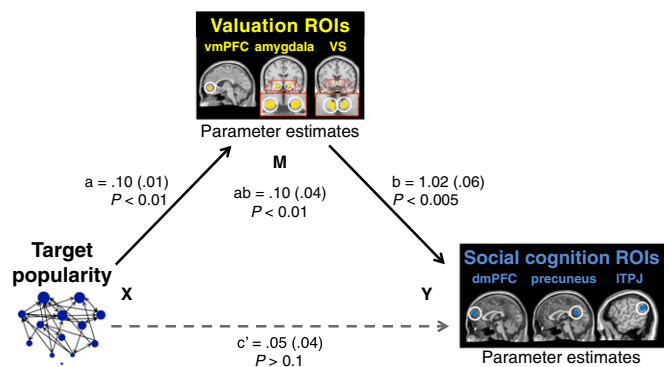 Valuation ROIs
vmPFC amygdala VS
Parameter estimates
M
a = .10 (.01)
P < 0.01
ab = .10 (.04)
P < 0.01
b = 1.02 (.06)
P < 0.005
Target
popularity
X
Y
Social cognition ROIs
dmPFC precuneus lTPJ
Parameter estimates
c' = .05 (.04)
P > 0.1